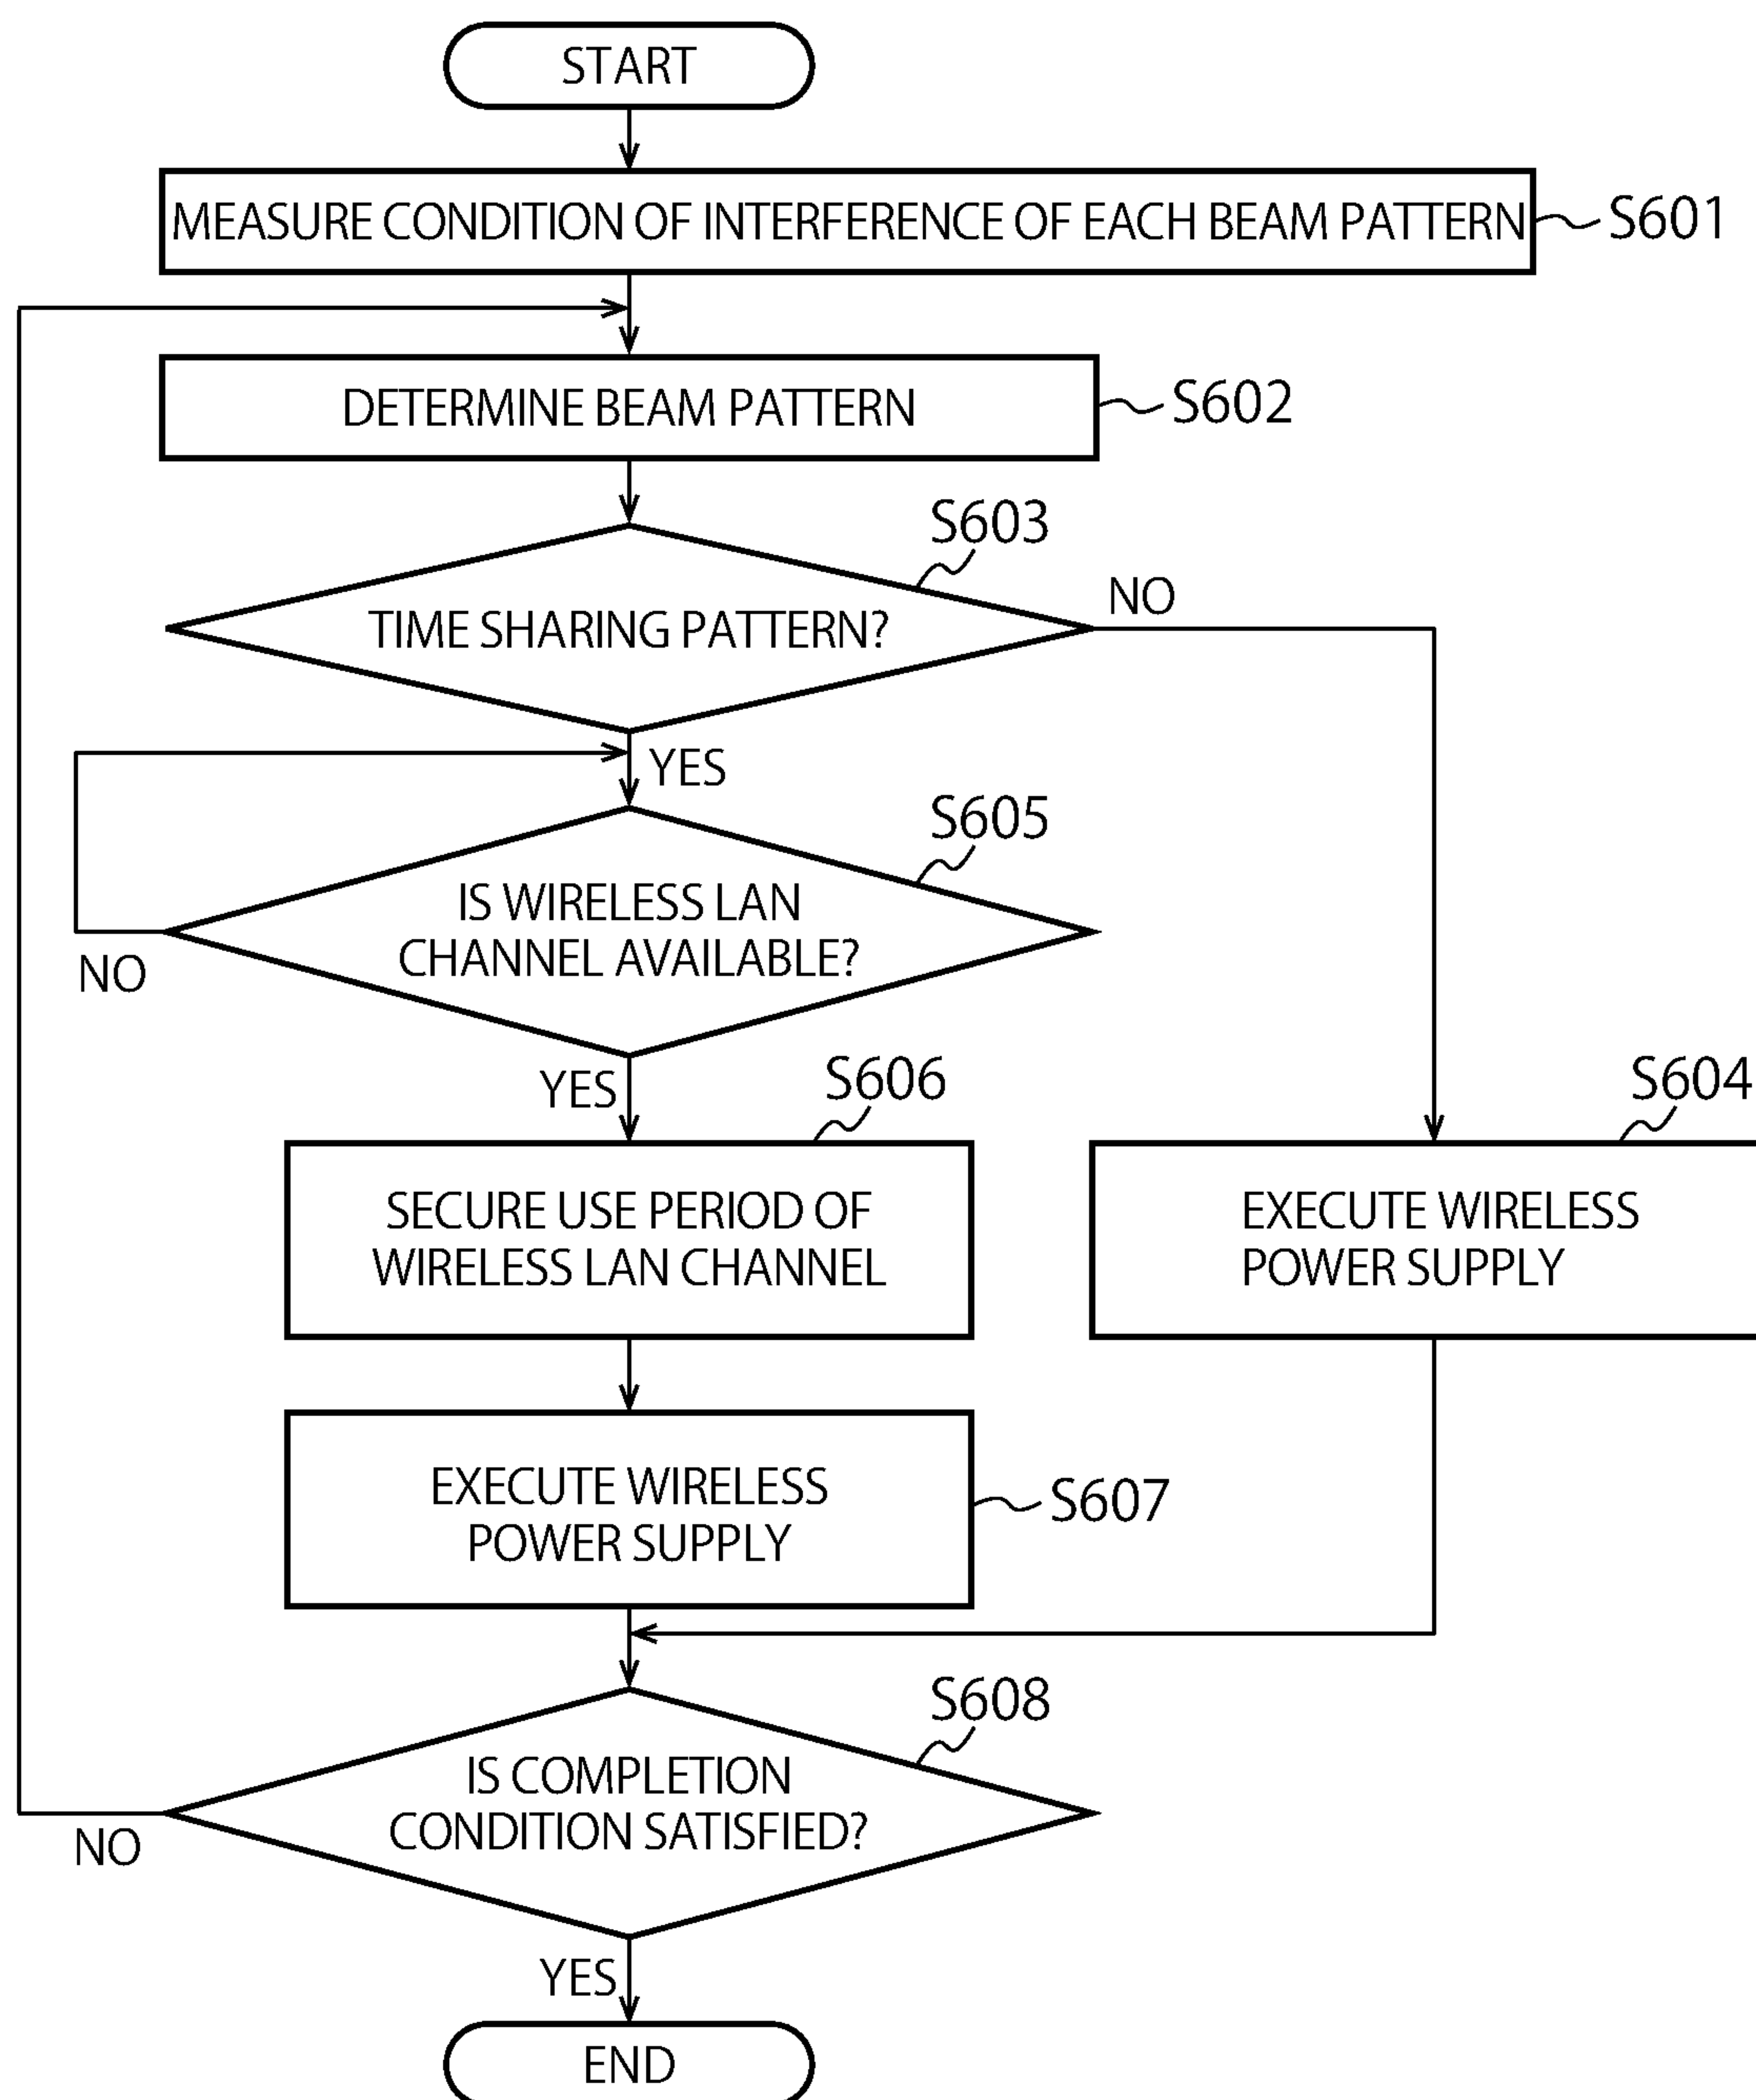 START
MEASURE CONDITION OF INTERFERENCE OF EACH BEAM PATTERN
S601
DETERMINE BEAM PATTERN
S602
S603
TIME SHARING PATTERN?
NO
YES
S605
IS WIRELESS LAN
CHANNEL AVAILABLE?
NO
YES
S606
SECURE USE PERIOD OF
WIRELESS LAN CHANNEL
S604
EXECUTE WIRELESS
POWER SUPPLY
EXECUTE WIRELESS
POWER SUPPLY
S607
S608
IS COMPLETION
CONDITION SATISFIED?
NO
YES
END